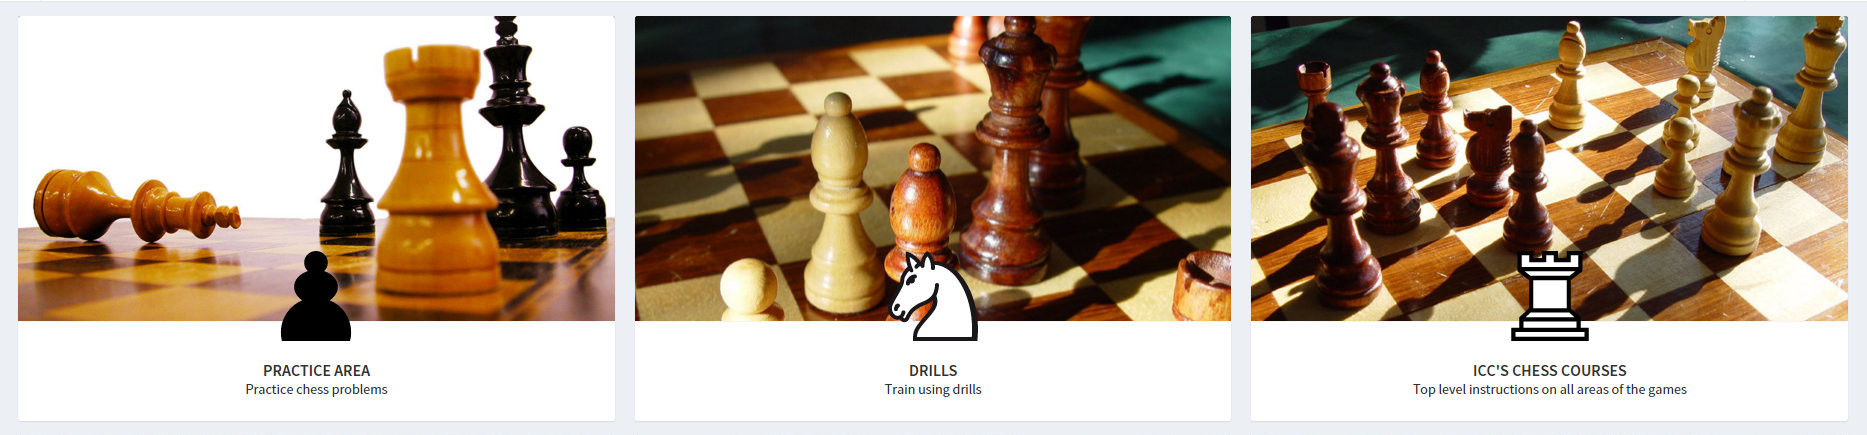 PRACTICE AREA
Practice chess problems
DRILLS
Train using drills
ICC'S CHESS COURSES
Top level instructions on all areas of the games